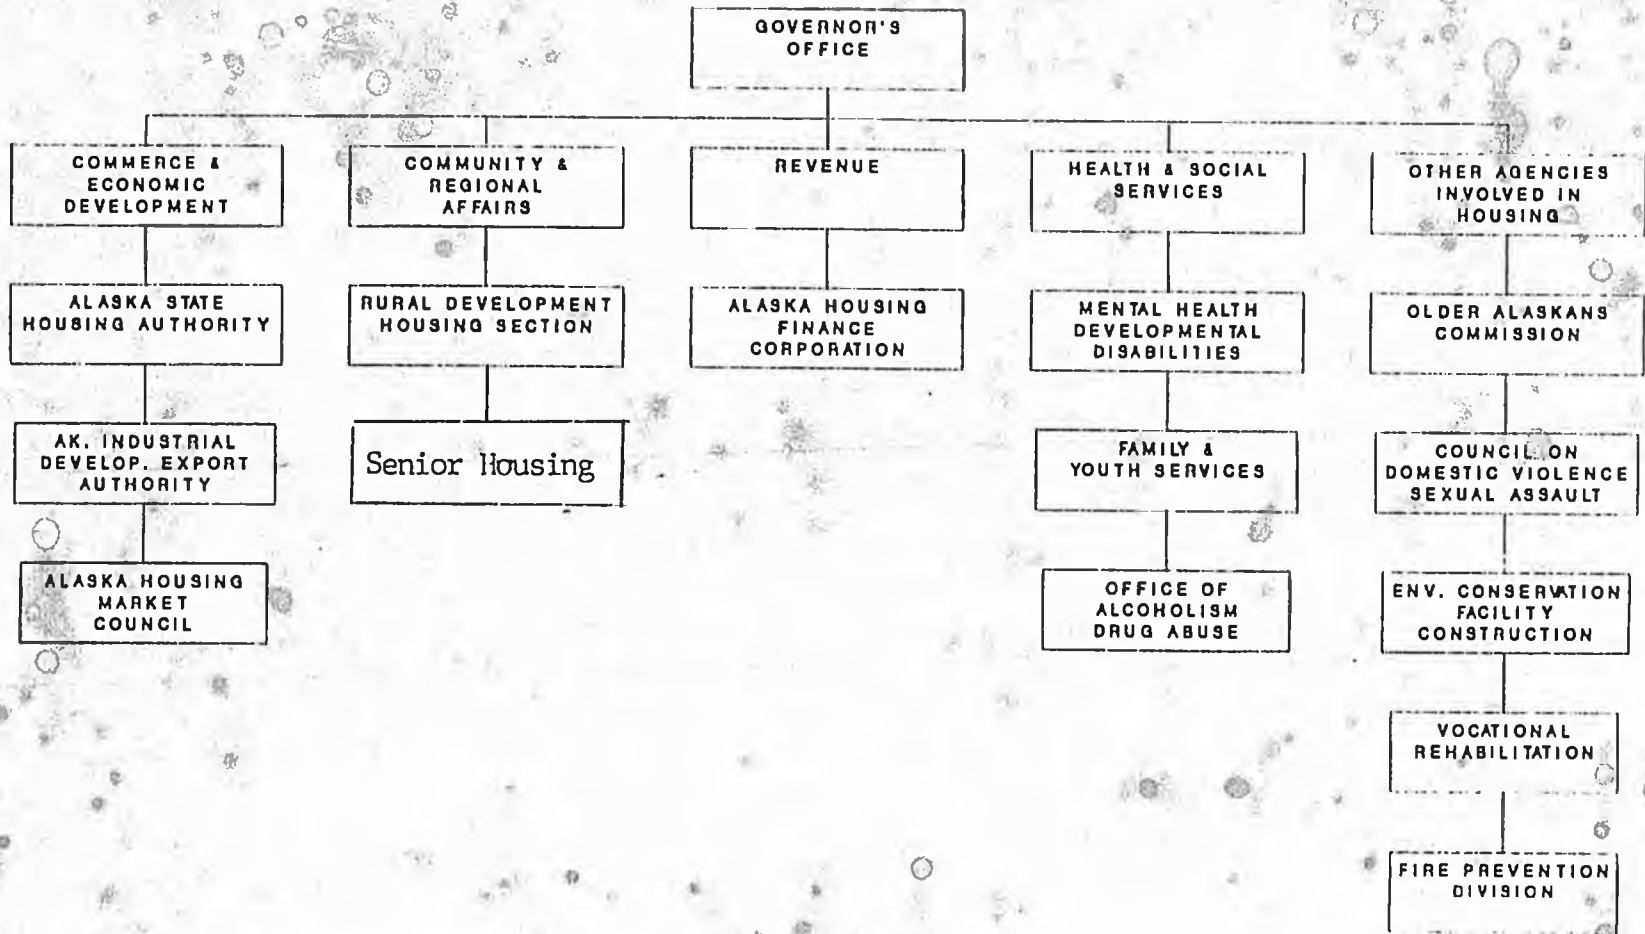 GOVERNOR'S
OFFICE
COMMERCE &
ECONOMIC
DEVELOPMENT
COMMUNITY &
REGIONAL
AFFAIRS
REVENUE
HEALTH & SOCIAL
SERVICES
OTHER AGENCIES
INVOLVED IN
HOUSING
ALASKA STATE
HOUSING AUTHORITY
RURAL DEVELOPMENT
HOUSING SECTION
ALASKA HOUSING
FINANCE
CORPORATION
MENTAL HEALTH
DEVELOPMENTAL
DISABILITIES
OLDER ALASKANS
COMMISSION
AK. INDUSTRIAL
DEVELOP. EXPORT
AUTHORITY
Senior Housing
FAMILY &
YOUTH SERVICES
COUNCIL ON
DOMESTIC VIOLENCE
SEXUAL ASSAULT
ALASKA HOUSING
MARKET
COUNCIL
OFFICE OF
ALCOHOLISM
DRUG ABUSE
ENV. CONSERVATION
FACILITY
CONSTRUCTION
VOCATIONAL
REHABILITATION
FIRE PREVENTION
DIVISION